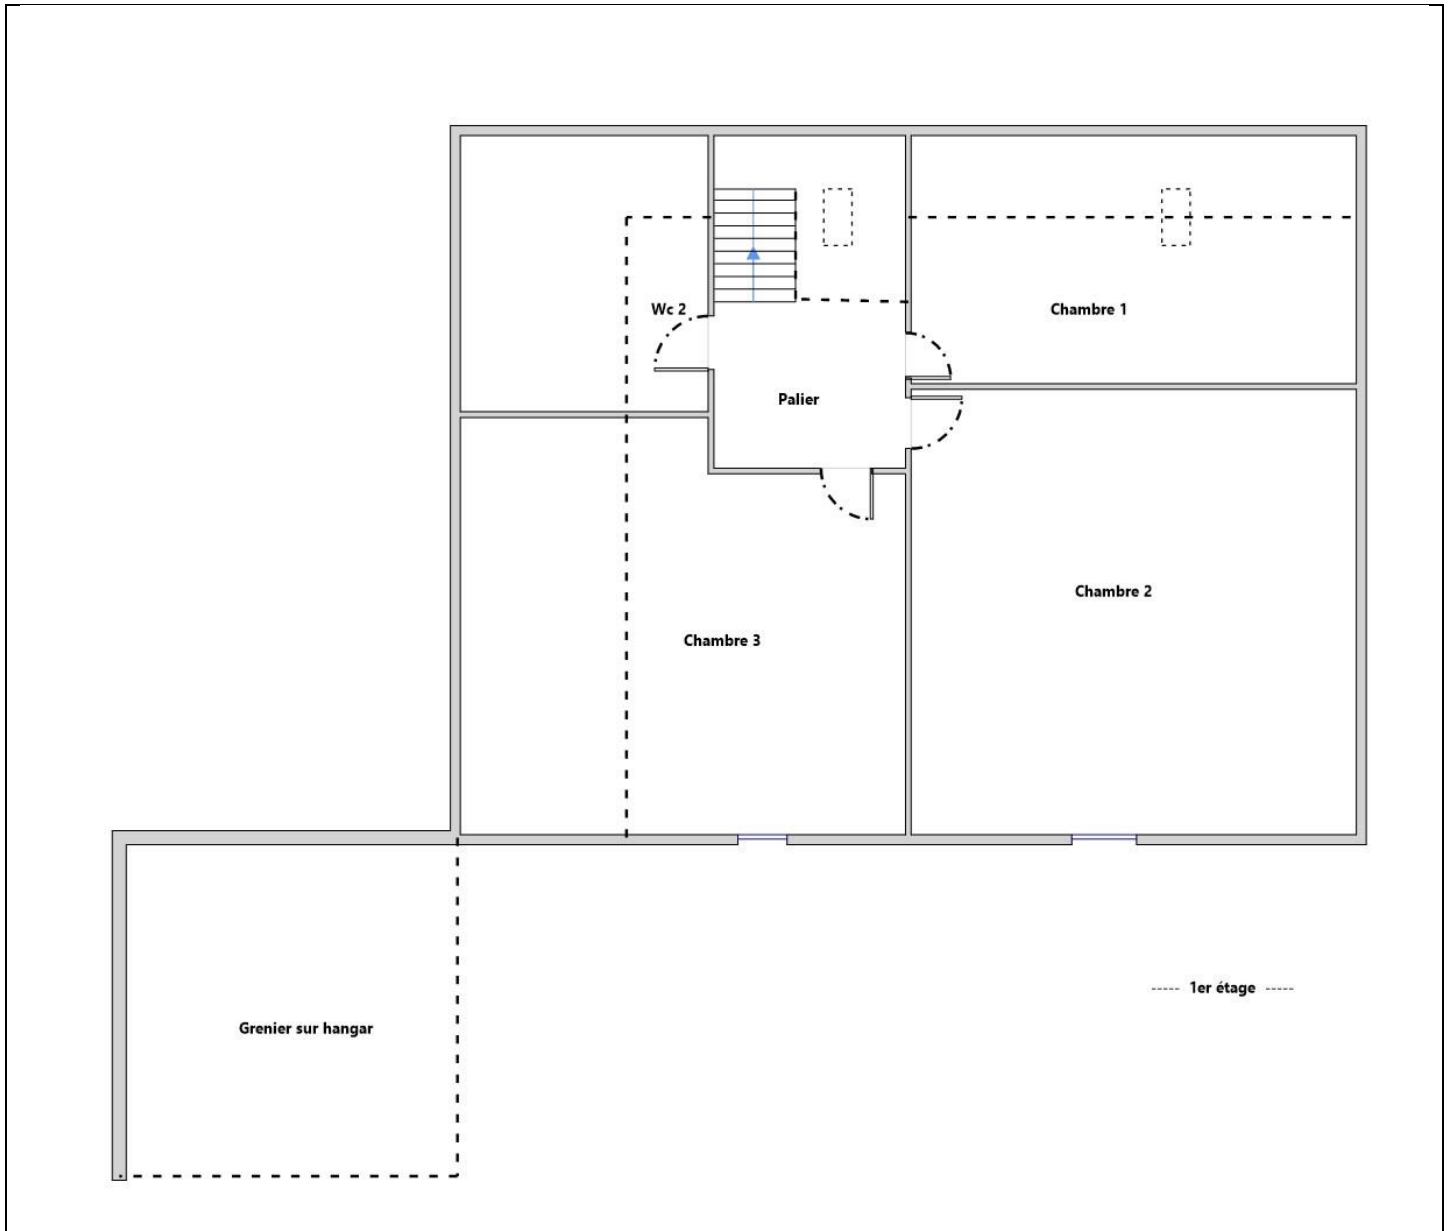 Wc 2
Chambre 1
Palier
Chambre 2
Chambre 3
----- 1er étage -----
Grenier sur hangar